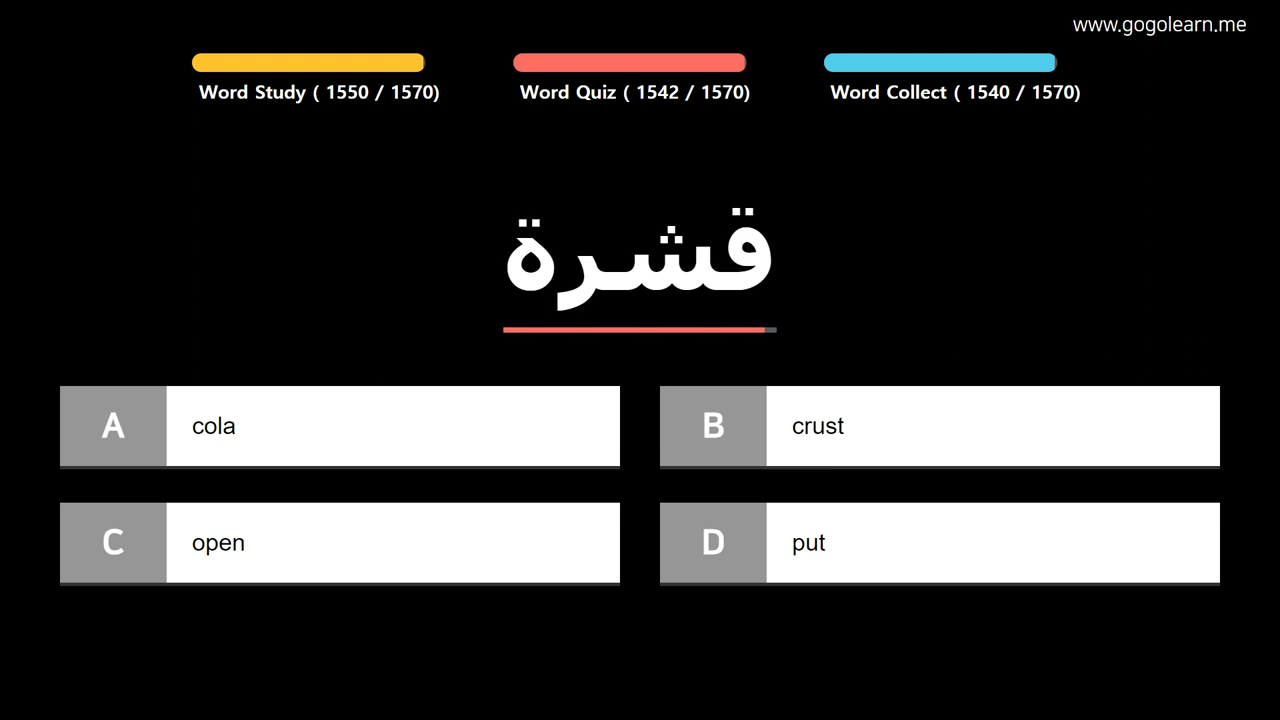 www.gogolearn.me
Word Study ( 1550 / 1570)
Word Quiz ( 1542 / 1570)
Word Collect ( 1540 / 1570)
قشرة
A cola
B crust
C open
D put